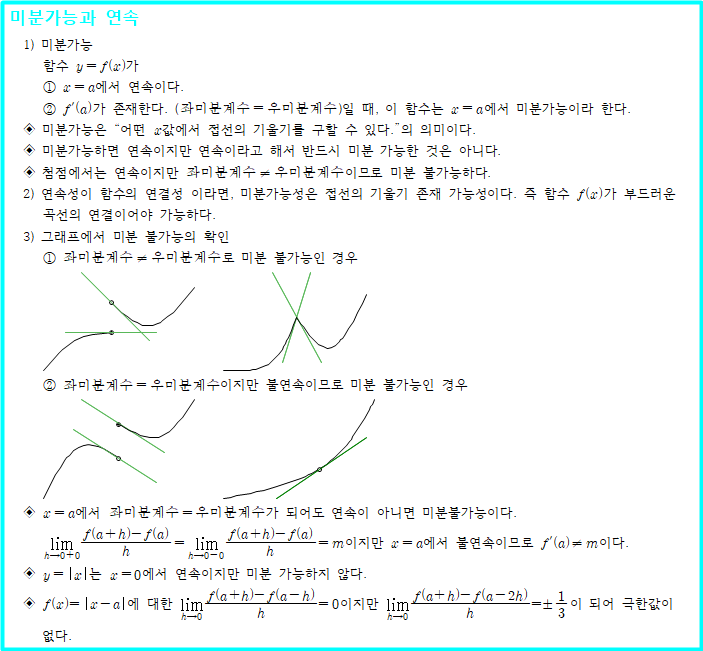 미분가능과 연속
1) 미분가능
함수 y=f(x)가
① x=a에서 연속이다.
② f′(a)가 존재한다. (좌미분계수=우미분계수)일 때, 이 함수는 x=a에서 미분가능이라 한다.
◈ 미분가능은 “어떤 x값에서 접선의 기울기를 구할 수 있다.”의 의미이다.
◈ 미분가능하면 연속이지만 연속이라고 해서 반드시 미분 가능한 것은 아니다.
◈ 첨점에서는 연속이지만 좌미분계수≠우미분계수이므로 미분 불가능하다.
2) 연속성이 함수의 연결성 이라면, 미분가능성은 접선의 기울기 존재 가능성이다. 즉 함수 f(x)가 부드러운
곡선의 연결이어야 가능하다.
3) 그래프에서 미분 불가능의 확인
① 좌미분계수≠우미분계수로 미분 불가능인 경우
② 좌미분계수=우미분계수이지만 불연속이므로 미분 불가능인 경우
◈ x=a에서 좌미분계수=우미분계수가 되어도 연속이 아니면 미분불가능이다.
lim_{h→0+0} (f(a+h)−f(a))/h = lim_{h→0−0} (f(a+h)−f(a))/h = m이지만 x=a에서 불연속이므로 f′(a)≠m이다.
◈ y=|x|는 x=0에서 연속이지만 미분 가능하지 않다.
◈ f(x)=|x−a|에 대한 lim_{h→0} (f(a+h)−f(a−h))/h =0이지만 lim_{h→0} (f(a+h)−f(a−2h))/h =±1/3이 되어 극한값이
없다.